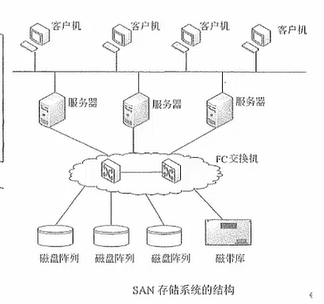 客户机 客户机 客户机 客户机
服务器 服务器 服务器
FC交换机
磁盘阵列 磁盘阵列 磁盘阵列 磁带库
SAN 存储系统的结构